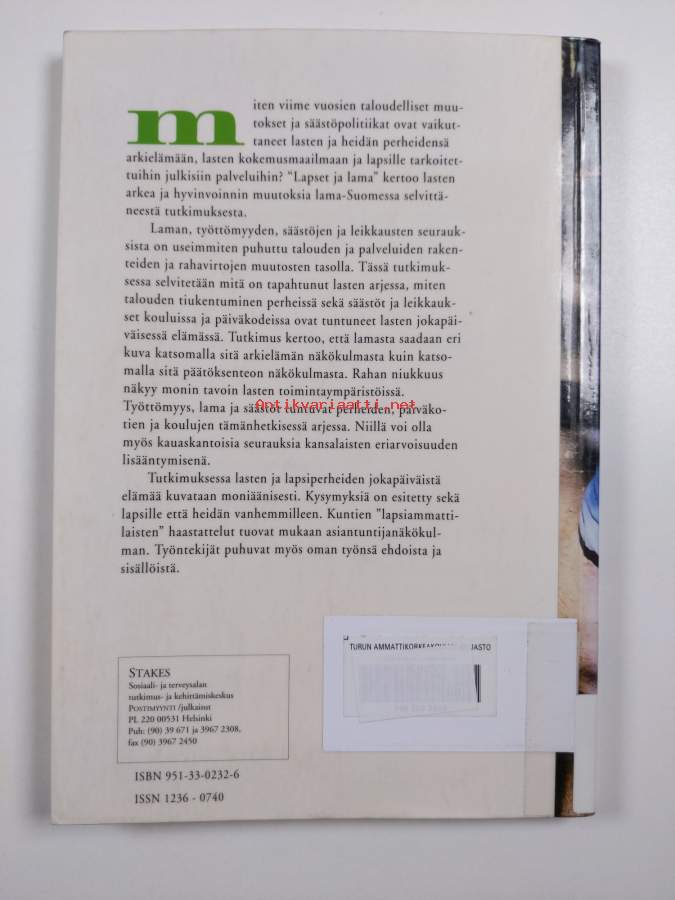 miten viime vuosien taloudelliset muu-
tokset ja säästöpolitiikat ovat vaikut-
taneet lasten ja heidän perheidensä
arkielämään, lasten kokemusmaailmaan ja lapsille tarkoitet-
tuihin julkisiin palveluihin? "Lapset ja lama" kertoo lasten
arkea ja hyvinvoinnin muutoksia lama-Suomessa selvittä-
neestä tutkimuksesta.
Laman, työttömyyden, säästöjen ja leikkausten seurauk-
sista on useimmiten puhuttu talouden ja palveluiden raken-
teiden ja rahavirtojen muutosten tasolla. Tässä tutkimuk-
sessa selvitetään mitä on tapahtunut lasten arjessa, miten
talouden tiukentuminen perheissä sekä säästöt ja leikkauk-
set kouluissa ja päiväkodeissa ovat tuntuneet lasten jokapäi-
väisessä elämässä. Tutkimus kertoo, että lamasta saadaan eri
kuva katsomalla sitä arkielämän näkökulmasta kuin katso-
malla sitä päätöksenteon näkökulmasta. Rahan niukkuus
näkyy monin tavoin lasten toimintaympäristöissä.
Antikvariaatti.net
Työttömyys, lama ja säästöt tuntuvat perheiden, päiväko-
tien ja koulujen tämänhetkisessä arjessa. Niillä voi olla
myös kauaskantoisia seurauksia kansalaisten eriarvoisuuden
lisääntymisenä.
Tutkimuksessa lasten ja lapsiperheiden jokapäiväistä
elämää kuvataan moniäänisesti. Kysymyksiä on esitetty sekä
lapsille että heidän vanhemmilleen. Kuntien "lapsiammatti-
laisten" haastattelut tuovat mukaan asiantuntijanäkökul-
man. Työntekijät puhuvat myös oman työnsä ehdoista ja
sisällöistä.
TURUN
STAKES
Sosiaali- ja terveysalan
tutkimus- ja kehittämiskeskus
POSTIMYYNTI /julkaisut
PL 220 00531 Helsinki
Puh: (90) 39 671 ja 3967 2308,
fax (90) 3967 2450
ISBN 951-33-0232-6
ISSN 1236 - 0740